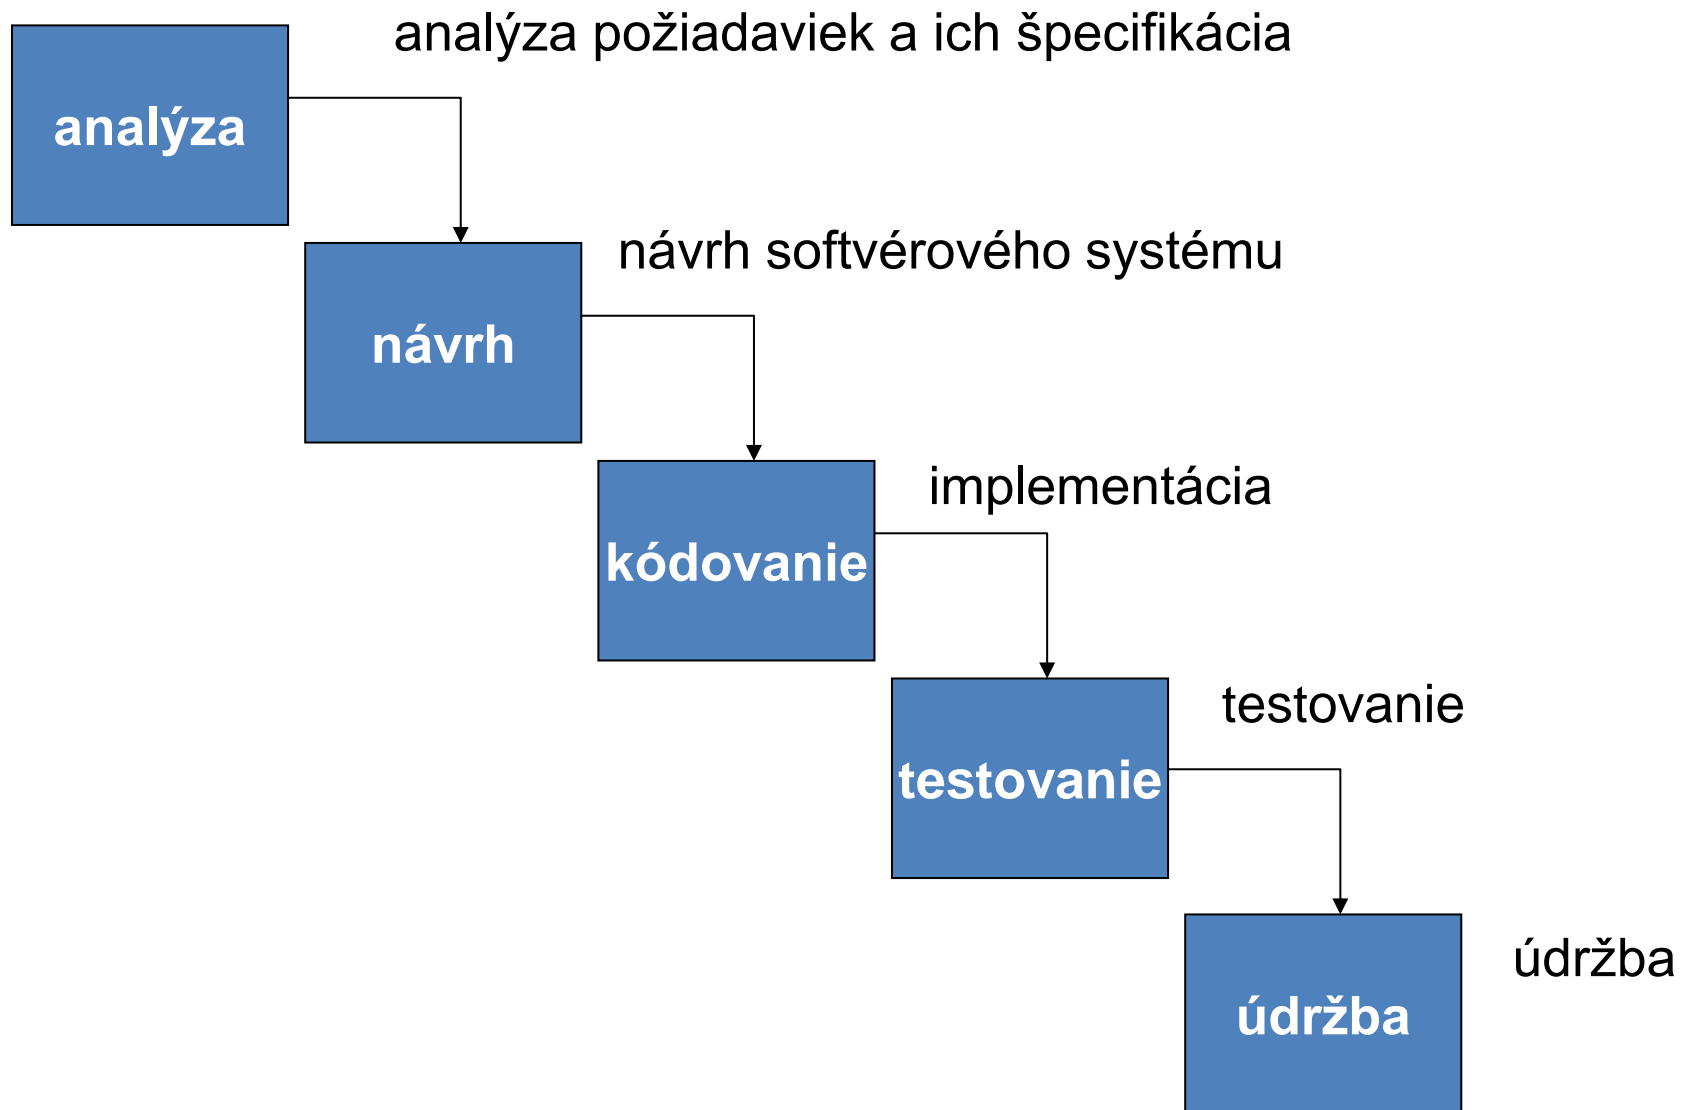 analýza požiadaviek a ich špecifikácia
analýza
návrh softvérového systému
návrh
implementácia
kódovanie
testovanie
testovanie
údržba
údržba